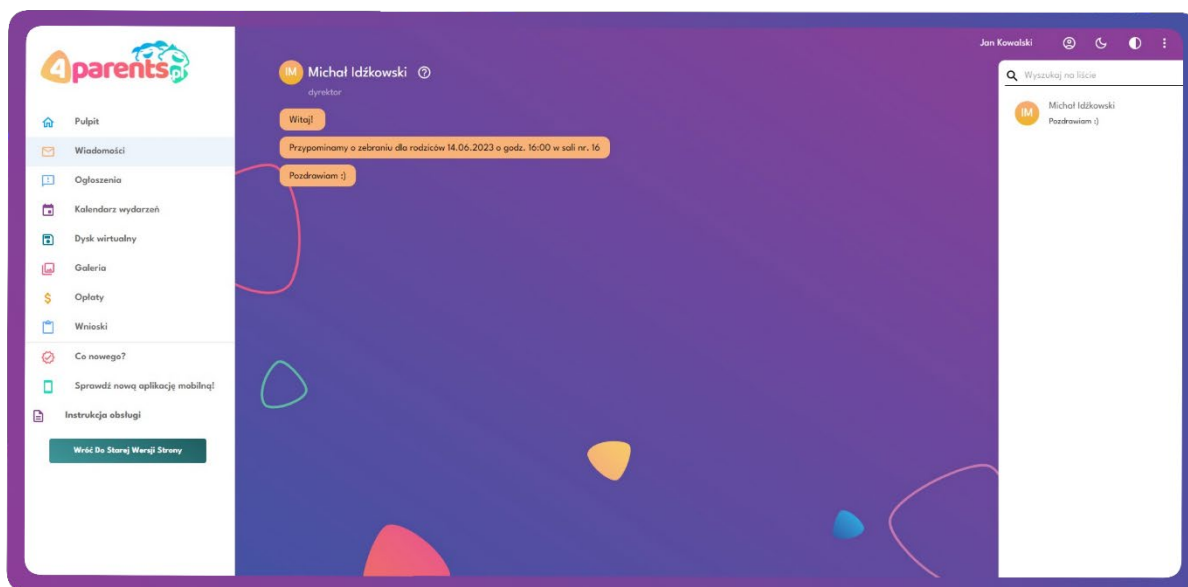 4parents.pl
Pulpit
Wiadomości
Ogłoszenia
Kalendarz wydarzeń
Dysk wirtualny
Galeria
Opłaty
Wnioski
Co nowego?
Sprawdź nową aplikację mobilną!
Instrukcja obsługi
Wróć Do Starej Wersji Strony
IM Michał Idźkowski
dyrektor
Witaj!
Przypominamy o zebraniu dla rodziców 14.06.2023 o godz. 16:00 w sali nr. 16
Pozdrawiam :)
Jan Kowalski
Wyszukaj na liście
IM Michał Idźkowski
Pozdrawiam :)